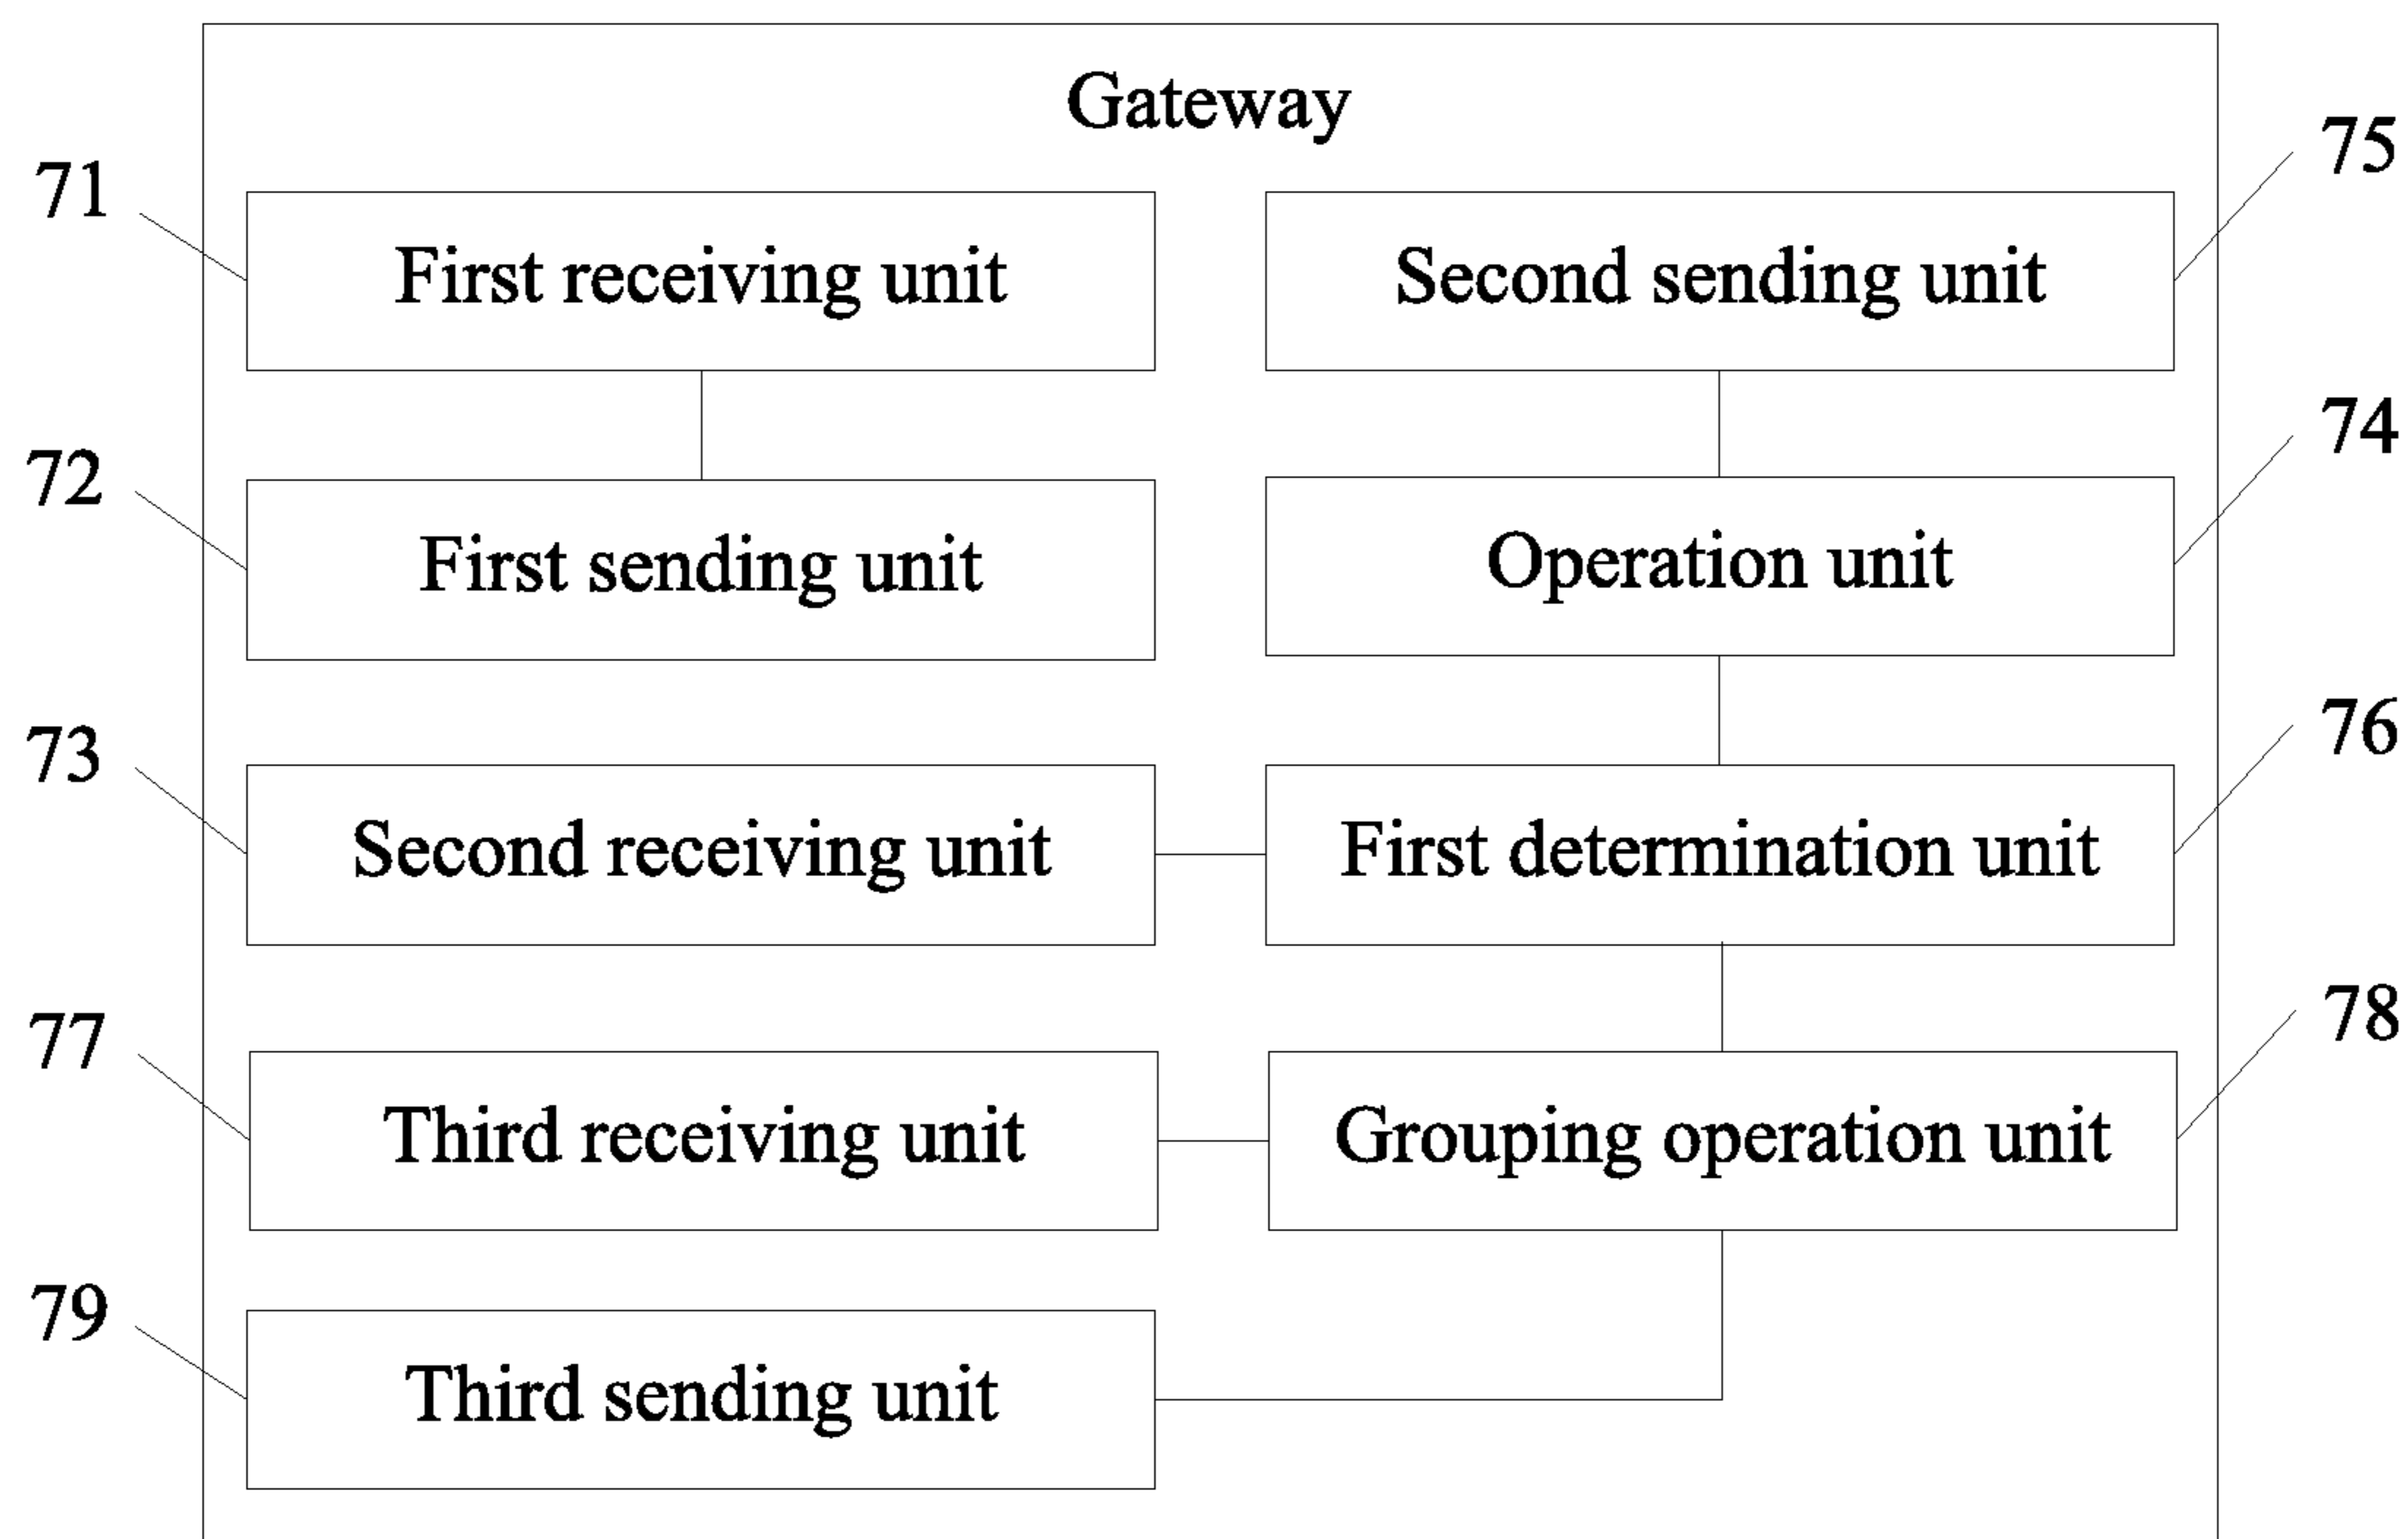 Gateway
71
First receiving unit
Second sending unit
75
72
First sending unit
Operation unit
74
73
Second receiving unit
First determination unit
76
77
Third receiving unit
Grouping operation unit
78
79
Third sending unit